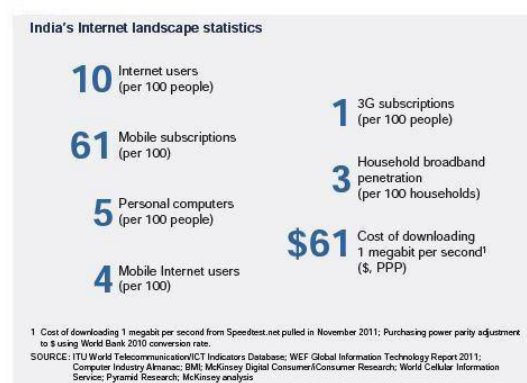 India's Internet landscape statistics
10 Internet users
(per 100 people)
61 Mobile subscriptions
(per 100)
5 Personal computers
(per 100 people)
4 Mobile Internet users
(per 100)
1 3G subscriptions
(per 100 people)
3 Household broadband
penetration
(per 100 households)
$61 Cost of downloading
1 megabit per second¹
($, PPP)
1 Cost of downloading 1 megabit per second from Speedtest.net pulled in November 2011; Purchasing power parity adjustment
to $ using World Bank 2010 conversion rate.
SOURCE: ITU World Telecommunication/ICT Indicators Database; WEF Global Information Technology Report 2011;
Computer Industry Almanac; BMI; McKinsey Digital Consumer/iConsumer Research; World Cellular Information
Service; Pyramid Research; McKinsey analysis